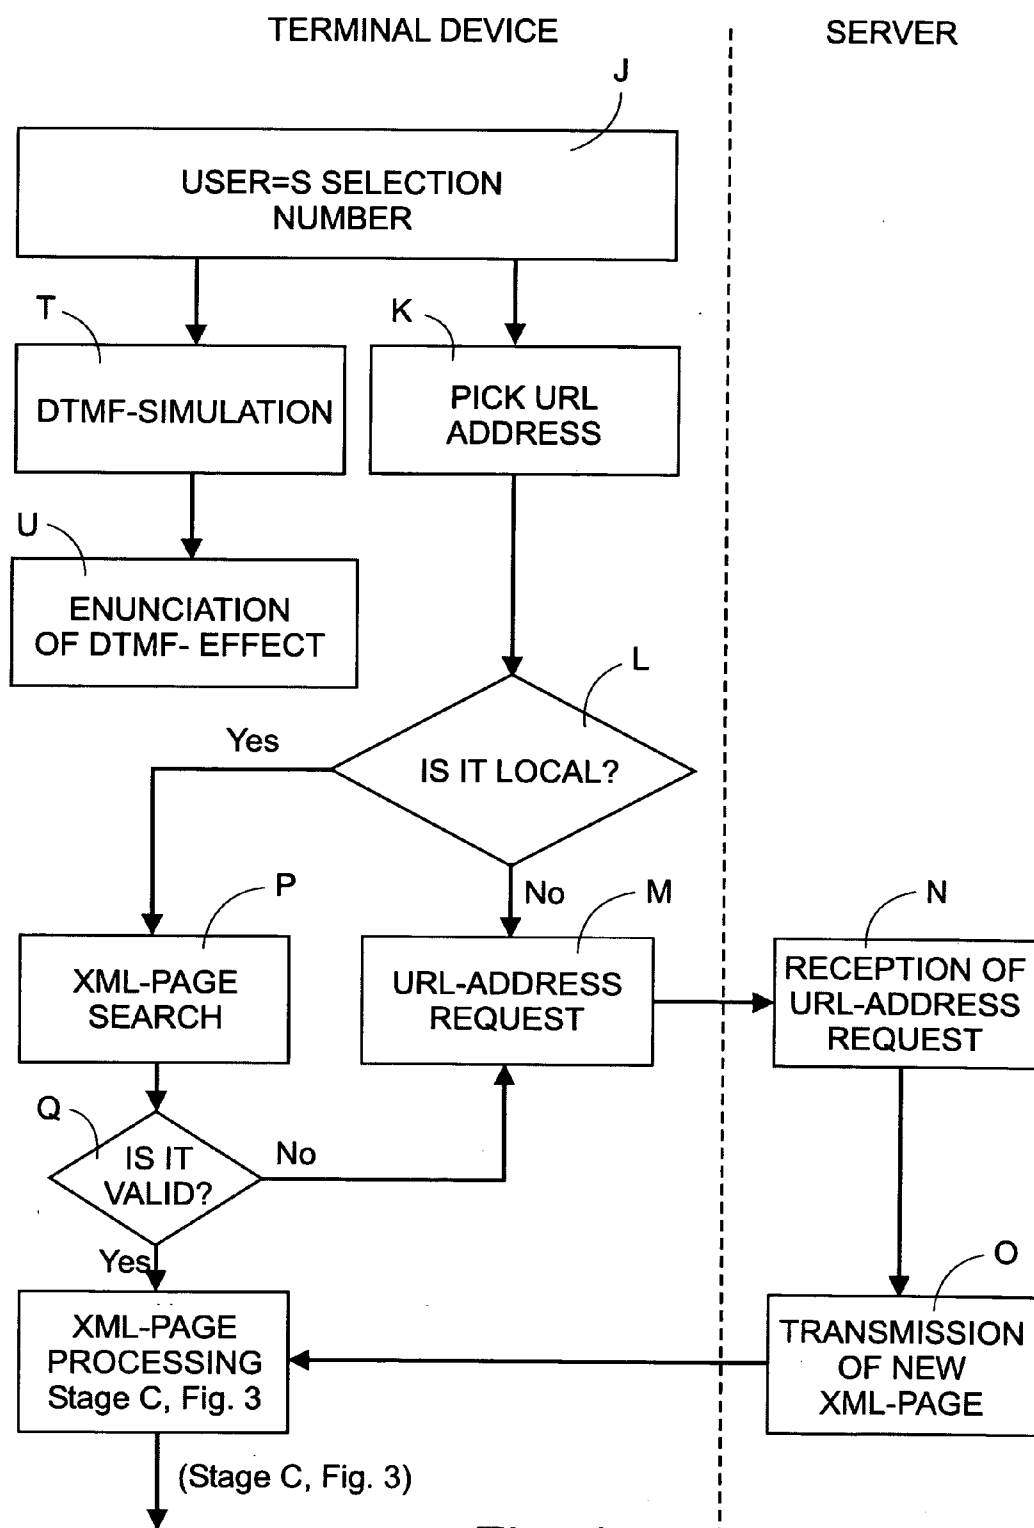 TERMINAL DEVICE
SERVER
J
USER=S SELECTION
NUMBER
T
K
DTMF-SIMULATION
PICK URL
ADDRESS
U
ENUNCIATION
OF DTMF- EFFECT
L
Yes
IS IT LOCAL?
No
P
M
N
XML-PAGE
SEARCH
URL-ADDRESS
REQUEST
RECEPTION OF
URL-ADDRESS
REQUEST
Q
IS IT
VALID?
No
Yes
O
XML-PAGE
PROCESSING
Stage C, Fig. 3
TRANSMISSION
OF NEW
XML-PAGE
(Stage C, Fig. 3)